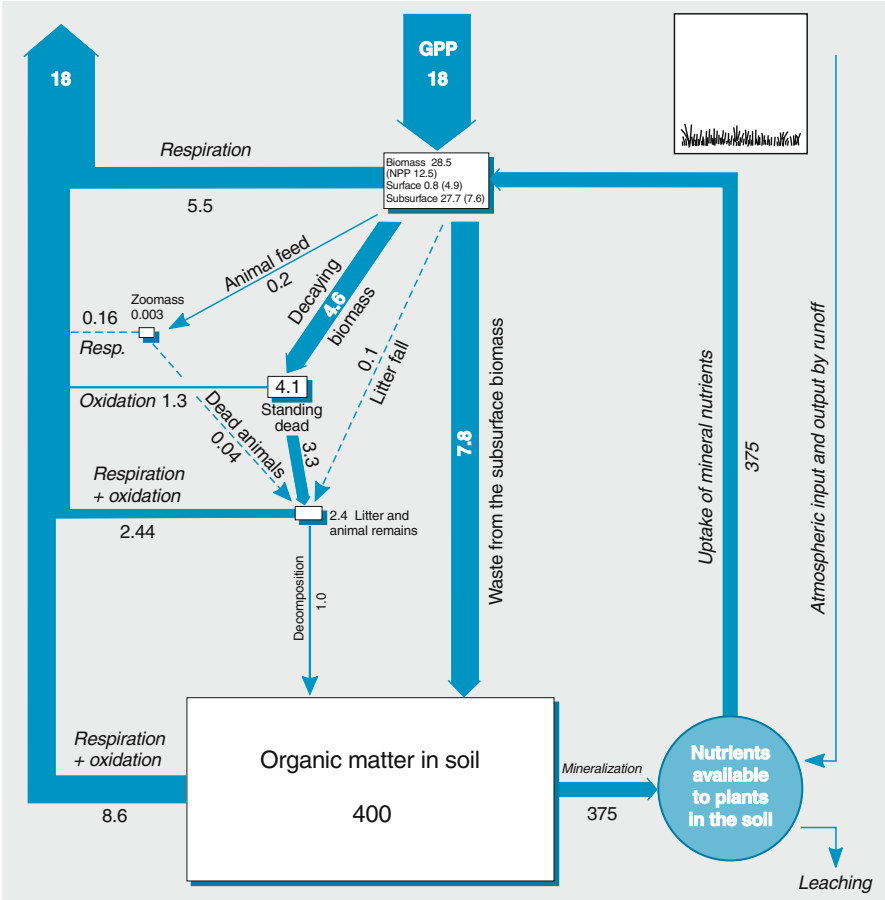 18
GPP
18
Respiration
5.5
Biomass 28.5
(NPP 12.5)
Surface 0.8 (4.9)
Subsurface 27.7 (7.6)
Animal feed
0.2
Decaying
4.6
biomass
Zoomass
0.003
0.16
Resp.
0.1
Litter fall
4.1
Standing
dead
Oxidation 1.3
Dead animals
0.04
3.3
Respiration
+ oxidation
2.44
2.4 Litter and
animal remains
7.8
Waste from the subsurface biomass
Uptake of mineral nutrients
375
Atmospheric input and output by runoff
Decomposition
1.0
Respiration
+ oxidation
8.6
Organic matter in soil
400
Mineralization
375
Nutrients
available
to plants
in the soil
Leaching